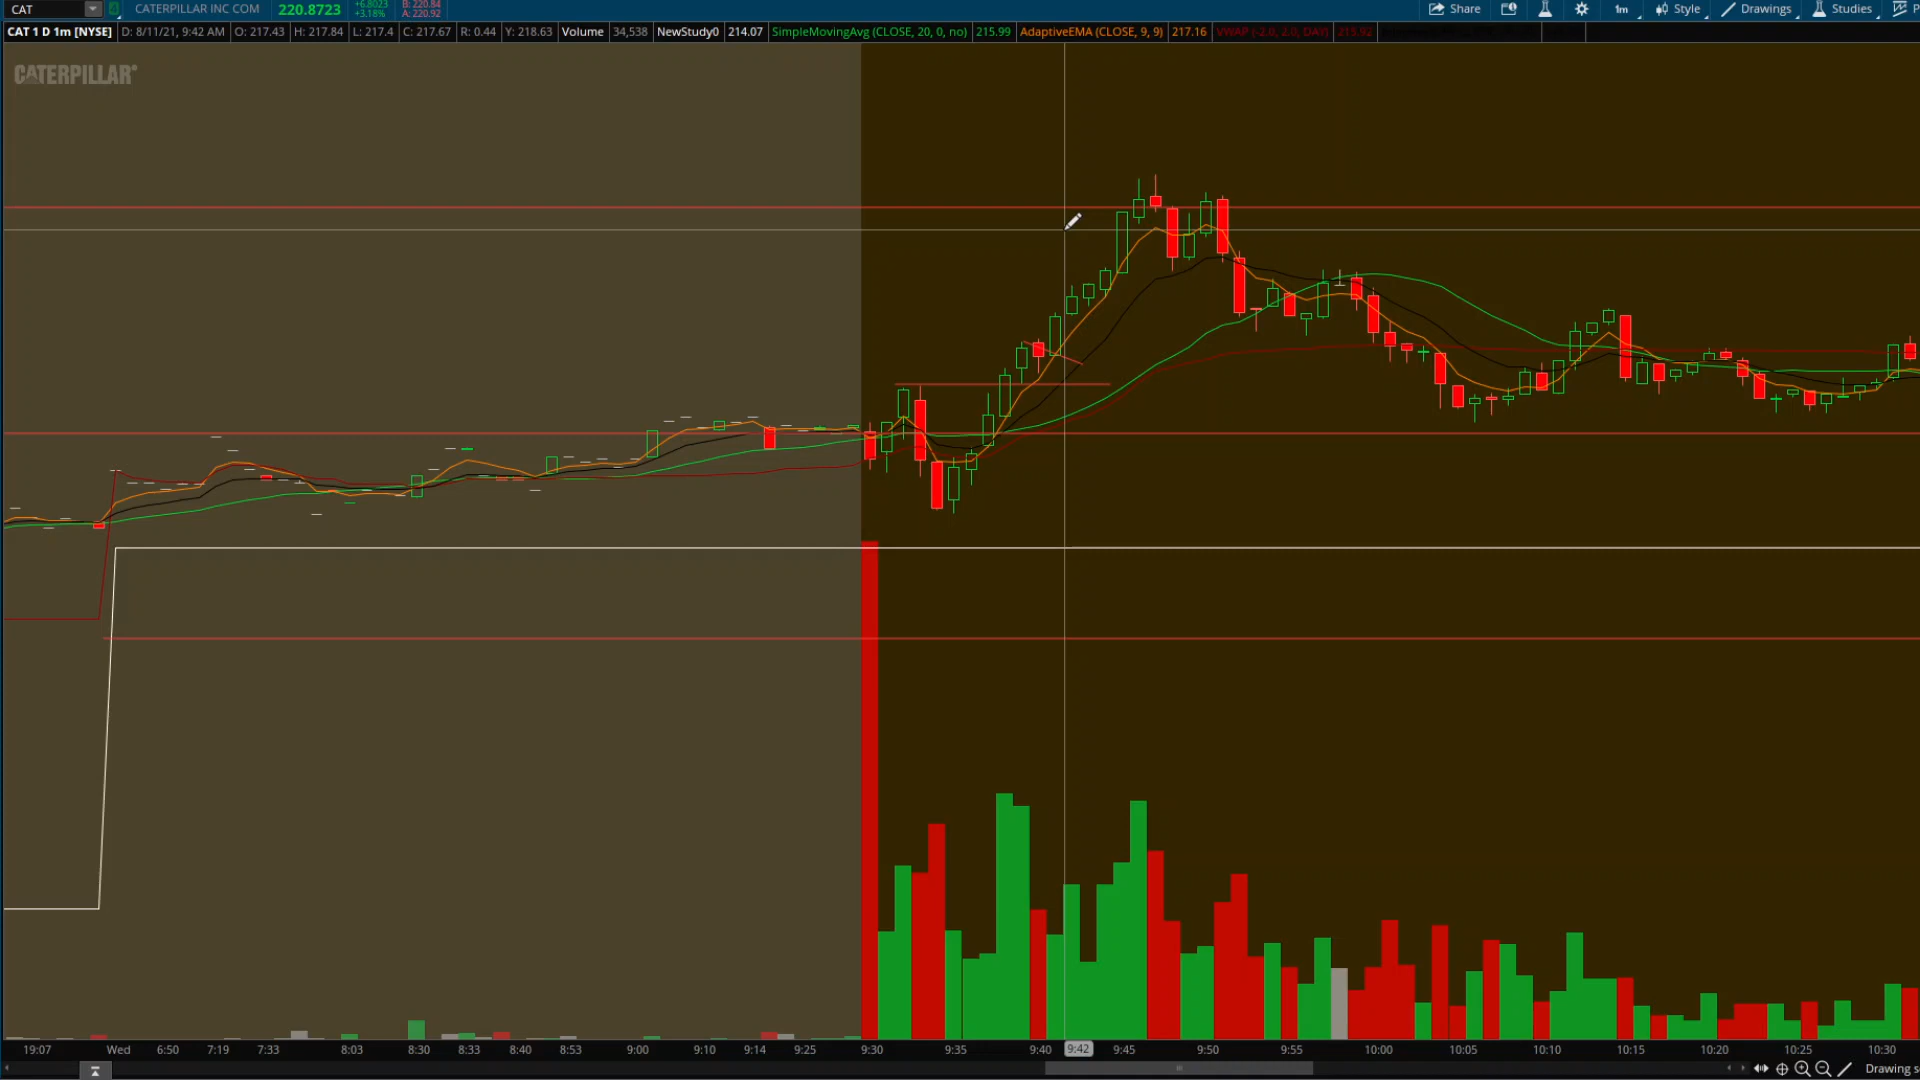 CAT CATERPILLAR INC COM 220.8723 +6.8023 +3.18% B: 220.84 A: 220.92 Share 1m Style Drawings Studies P
CAT 1 D 1m [NYSE] D: 8/11/21, 9:42 AM O: 217.43 H: 217.84 L: 217.4 C: 217.67 R: 0.44 Y: 218.63 Volume 34,538 NewStudy0 214.07 SimpleMovingAvg (CLOSE, 20, 0, no) 215.99 AdaptiveEMA (CLOSE, 9, 9) 217.16 VWAP (-2.0, 2.0, DAY) 215.92
CATERPILLAR®
19:07 Wed 6:50 7:19 7:33 8:03 8:30 8:33 8:40 8:53 9:00 9:10 9:14 9:25 9:30 9:35 9:40 9:42 9:45 9:50 9:55 10:00 10:05 10:10 10:15 10:20 10:25 10:30
Drawing s